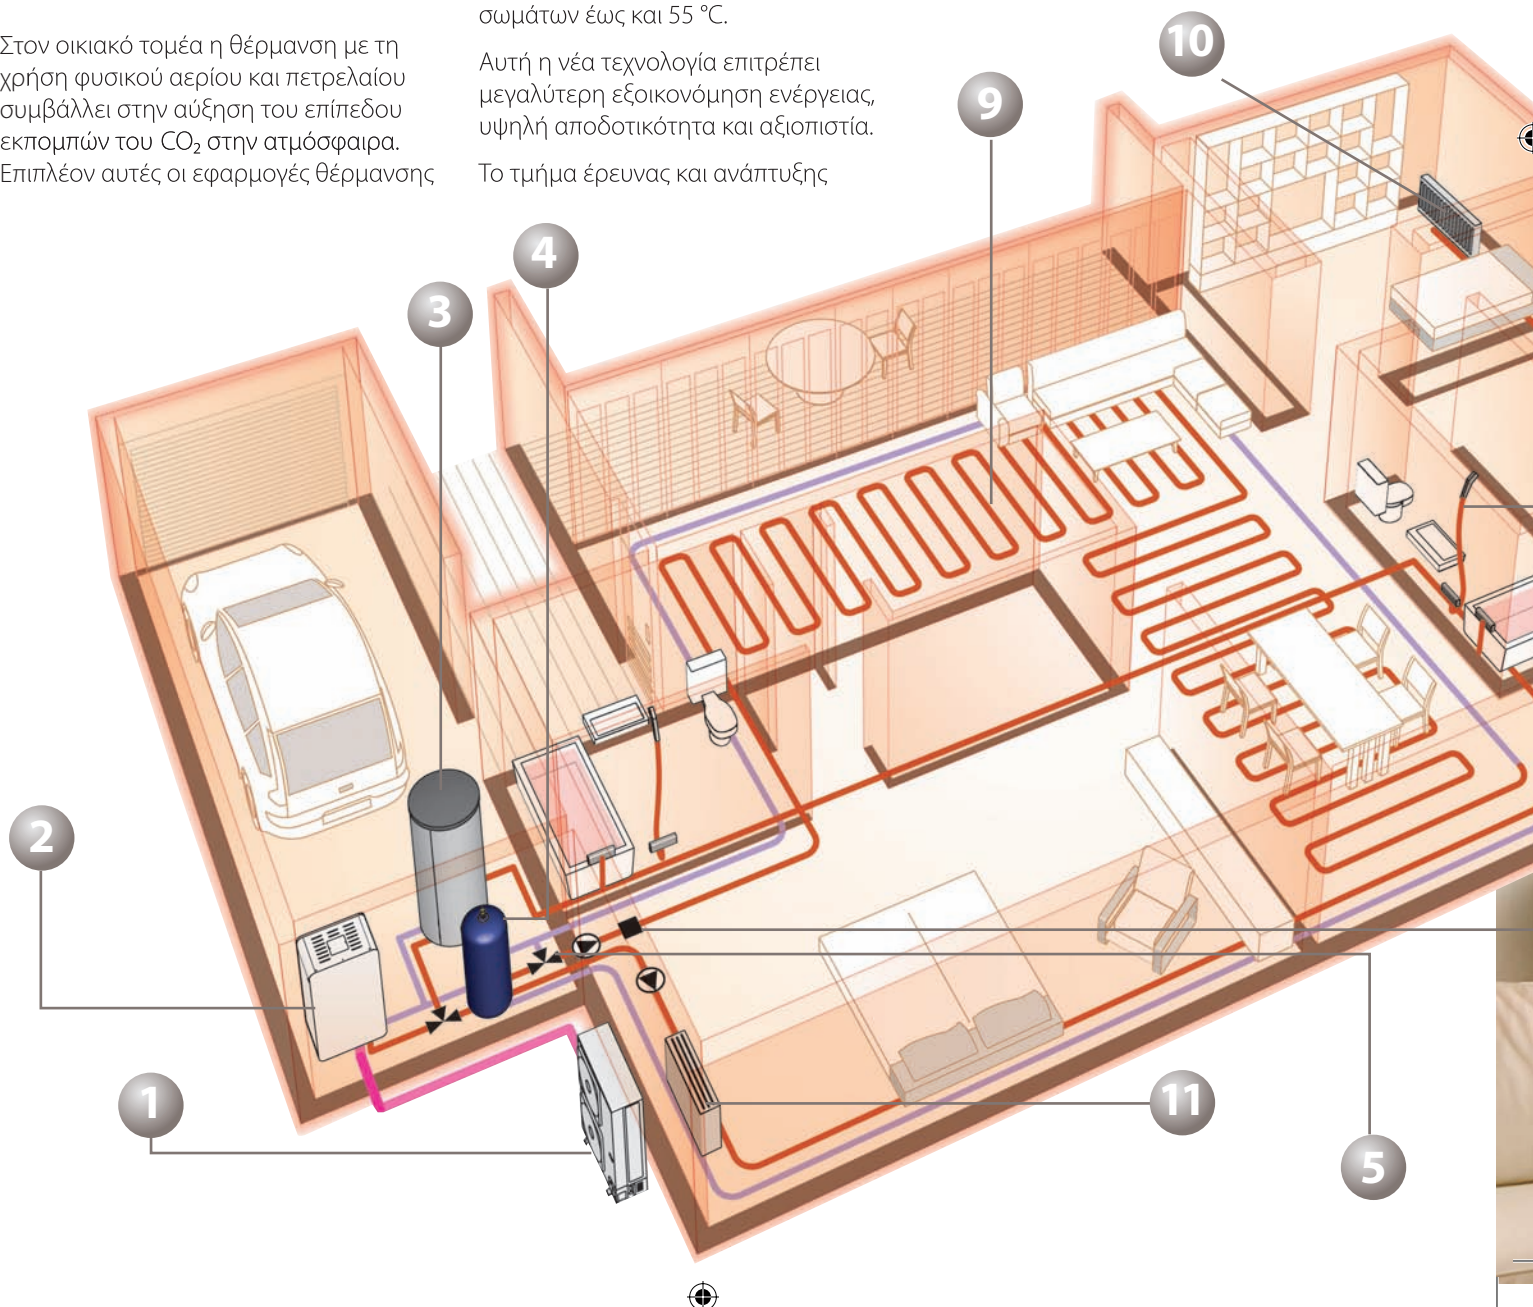 Στον οικιακό τομέα η θέρμανση με τη
χρήση φυσικού αερίου και πετρελαίου
συμβάλλει στην αύξηση του επίπεδου
εκπομπών του CO₂ στην ατμόσφαιρα.
Επιπλέον αυτές οι εφαρμογές θέρμανσης
σωμάτων έως και 55 °C.
Αυτή η νέα τεχνολογία επιτρέπει
μεγαλύτερη εξοικονόμηση ενέργειας,
υψηλή αποδοτικότητα και αξιοπιστία.
Το τμήμα έρευνας και ανάπτυξης
10
9
4
3
2
1
11
5